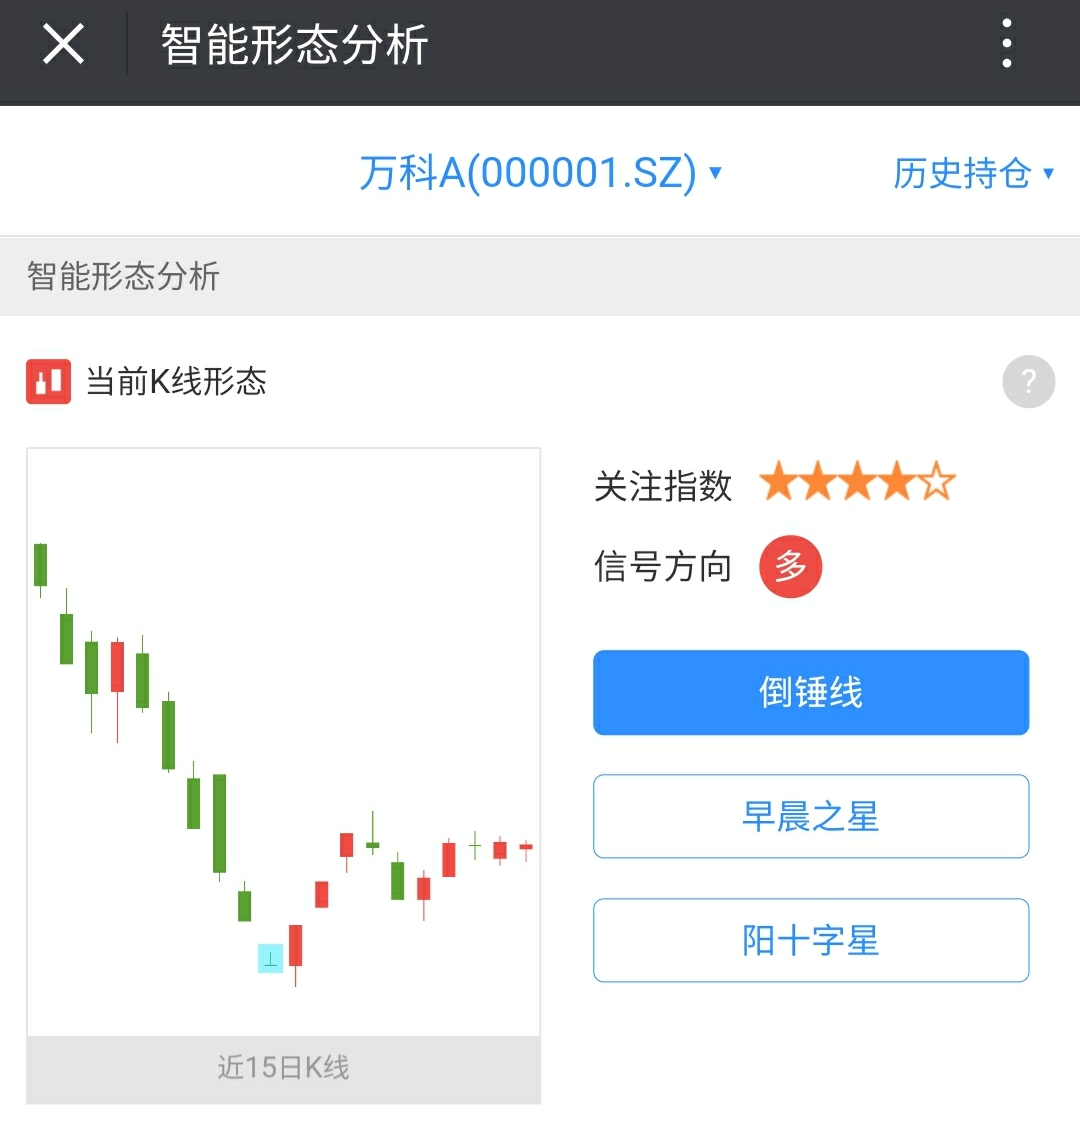 智能形态分析
万科A(000001.SZ) ▾
历史持仓 ▾
智能形态分析
当前K线形态
?
关注指数 ★★★★☆
信号方向 多
倒锤线
早晨之星
阳十字星
近15日K线